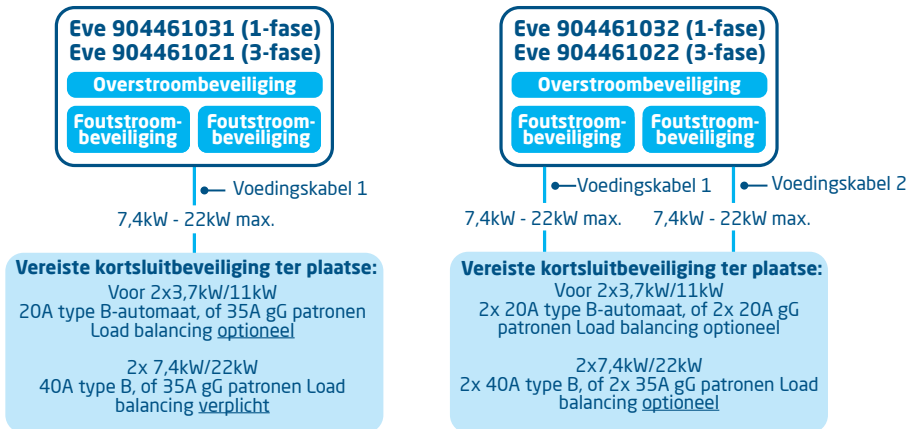 Eve 904461031 (1-fase)
Eve 904461021 (3-fase)
Overstroombeveiliging
Foutstroom-
beveiliging
Foutstroom-
beveiliging
Voedingskabel 1
7,4kW - 22kW max.
Vereiste kortsluitbeveiliging ter plaatse:
Voor 2x3,7kW/11kW
20A type B-automaat, of 35A gG patronen
Load balancing optioneel
2x 7,4kW/22kW
40A type B, of 35A gG patronen Load
balancing verplicht
Eve 904461032 (1-fase)
Eve 904461022 (3-fase)
Overstroombeveiliging
Foutstroom-
beveiliging
Foutstroom-
beveiliging
Voedingskabel 1
Voedingskabel 2
7,4kW - 22kW max.
7,4kW - 22kW max.
Vereiste kortsluitbeveiliging ter plaatse:
Voor 2x3,7kW/11kW
2x 20A type B-automaat, of 2x 20A gG
patronen Load balancing optioneel
2x7,4kW/22kW
2x 40A type B, of 2x 35A gG patronen Load
balancing optioneel